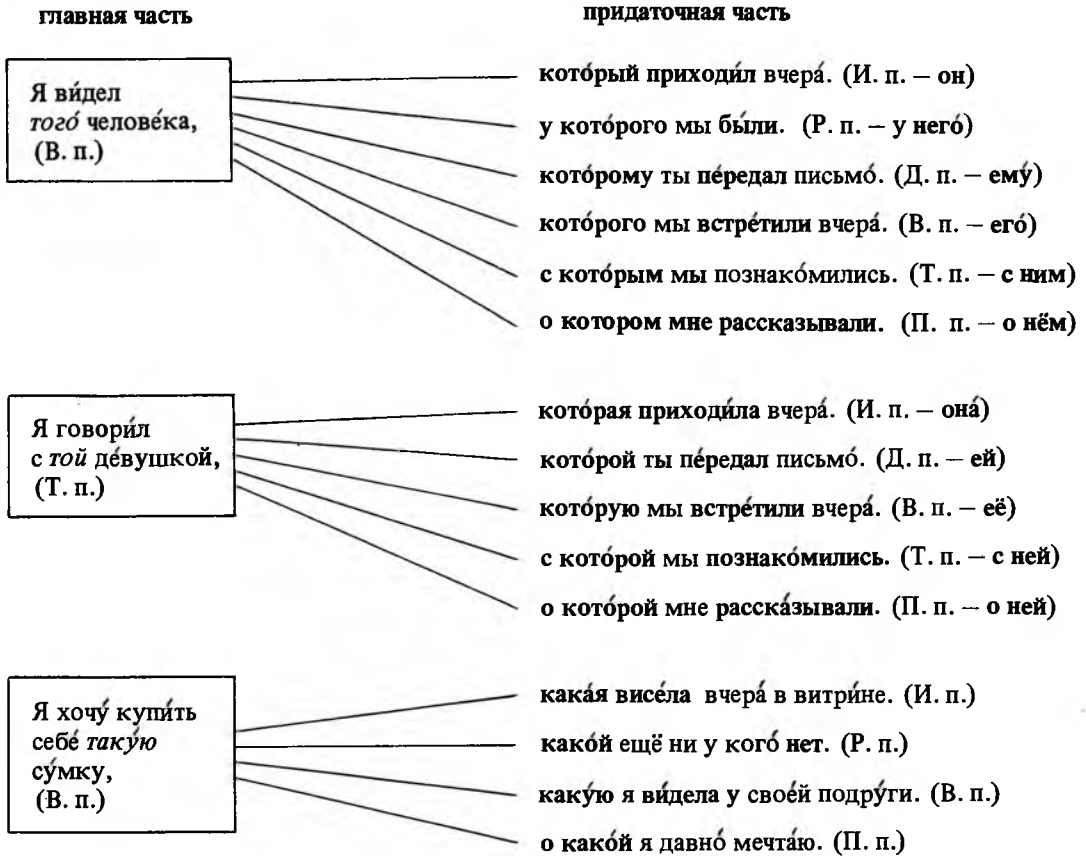 главная часть
придаточная часть
Я ви́дел
того́ челове́ка,
(В. п.)
кото́рый приходи́л вчера́. (И. п. – он)
у кото́рого мы бы́ли. (Р. п. – у него́)
кото́рому ты пе́редал письмо́. (Д. п. – ему́)
кото́рого мы встре́тили вчера́. (В. п. – его́)
с кото́рым мы познако́мились. (Т. п. – с ним)
о котором мне рассказывали. (П. п. – о нём)
Я говори́л
с той де́вушкой,
(Т. п.)
кото́рая приходи́ла вчера́. (И. п. – она́)
кото́рой ты пе́редал письмо́. (Д. п. – ей)
кото́рую мы встре́тили вчера́. (В. п. – её)
с кото́рой мы познако́мились. (Т. п. – с ней)
о кото́рой мне расска́зывали. (П. п. – о ней)
Я хочу́ купи́ть
себе́ таку́ю
су́мку,
(В. п.)
кака́я висе́ла вчера́ в витри́не. (И. п.)
како́й ещё ни у кого́ нет. (Р. п.)
каку́ю я ви́дела у свое́й подру́ги. (В. п.)
о како́й я давно́ мечта́ю. (П. п.)